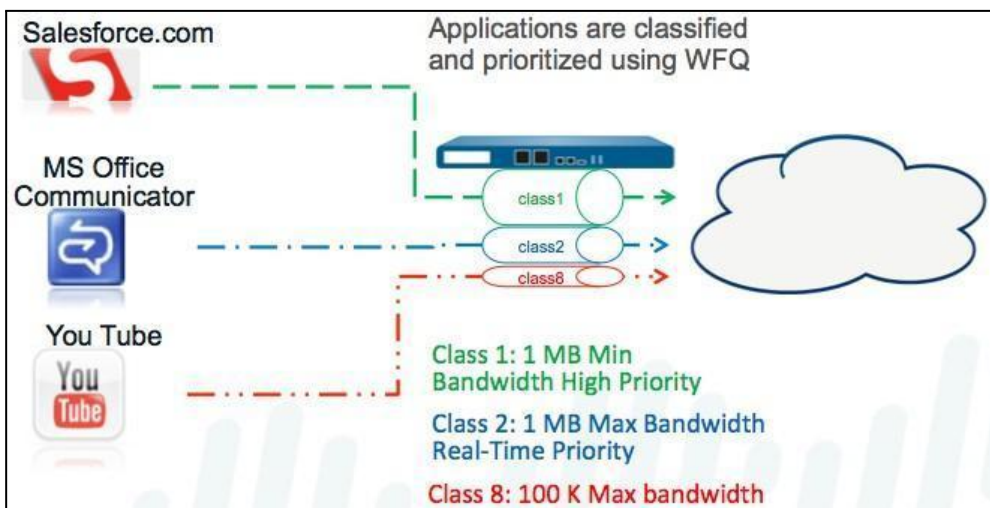 Salesforce.com
Applications are classified
and prioritized using WFQ
MS Office
Communicator
class1
class2
class8
You Tube
You
Tube
Class 1: 1 MB Min
Bandwidth High Priority
Class 2: 1 MB Max Bandwidth
Real-Time Priority
Class 8: 100 K Max bandwidth